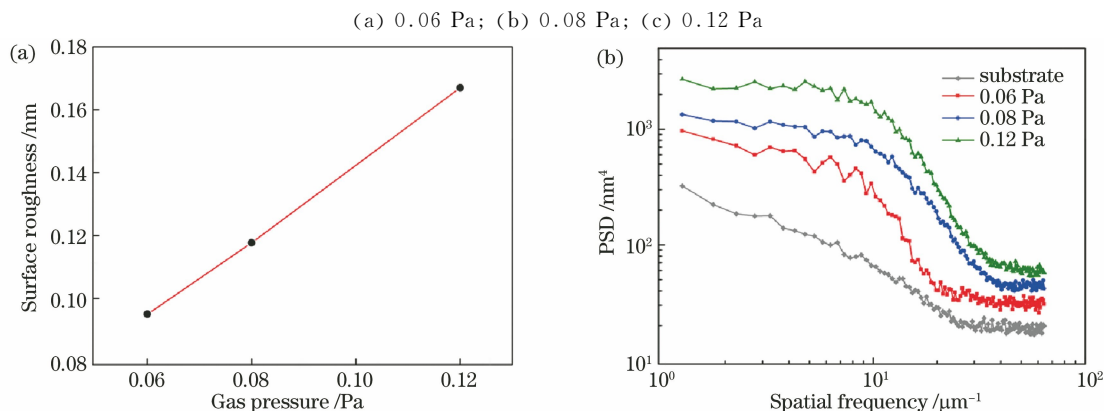 (a) 0.06 Pa; (b) 0.08 Pa; (c) 0.12 Pa
(a)
0.18
0.16
0.14
0.12
0.10
0.08
0.06 0.08 0.10 0.12
Gas pressure /Pa
Surface roughness /nm
(b)
substrate
0.06 Pa
0.08 Pa
0.12 Pa
10³
10²
10¹
10⁰ 10¹ 10²
Spatial frequency /μm⁻¹
PSD /nm⁴